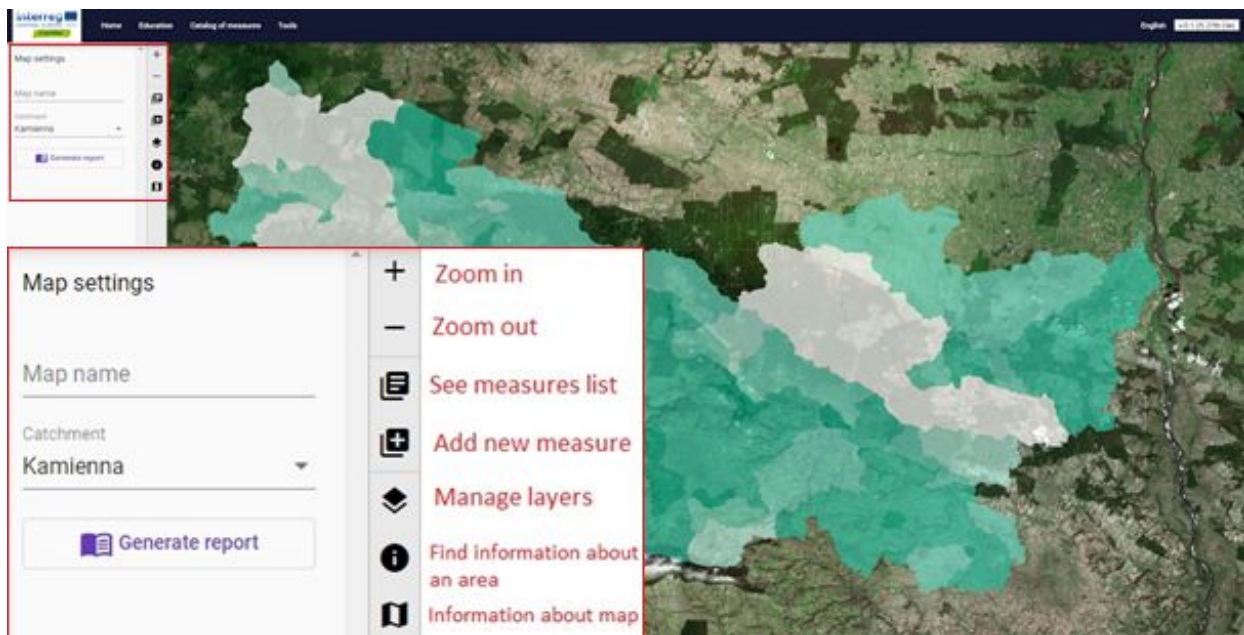 interreg
Home Education Catalog of measures Tools English
Map settings
Map name
Catchment
Kamienna
Generate report
Map settings
Map name
Catchment
Kamienna
Generate report
Zoom in
Zoom out
See measures list
Add new measure
Manage layers
Find information about
an area
Information about map